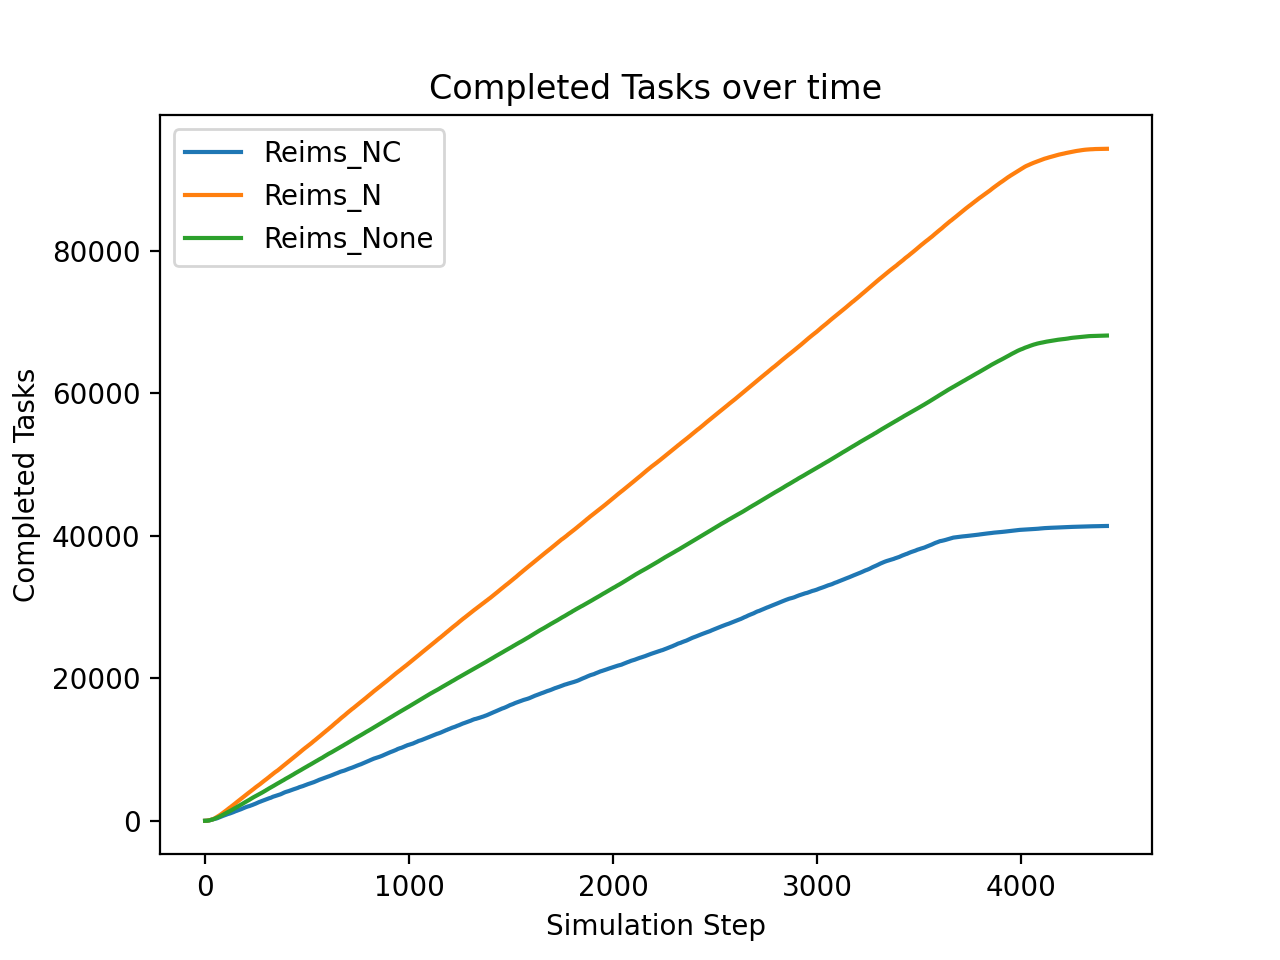 Completed Tasks over time
Reims_NC
Reims_N
Reims_None
Completed Tasks
80000
60000
40000
20000
0
0 1000 2000 3000 4000
Simulation Step